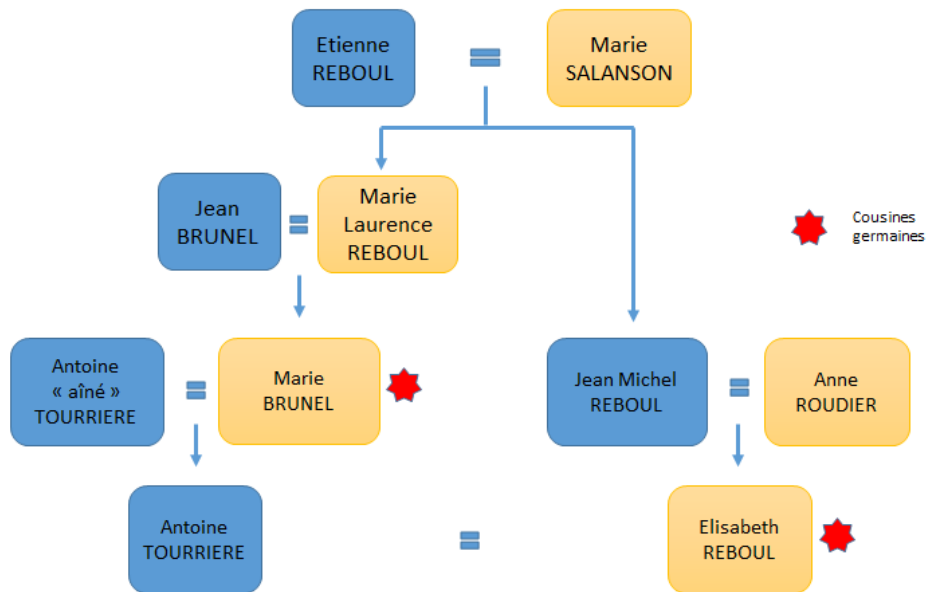 Etienne
REBOUL
Marie
SALANSON
Jean
BRUNEL
Marie
Laurence
REBOUL
Cousines
germaines
Antoine
« aîné »
TOURRIERE
Marie
BRUNEL
Jean Michel
REBOUL
Anne
ROUDIER
Antoine
TOURRIERE
Elisabeth
REBOUL